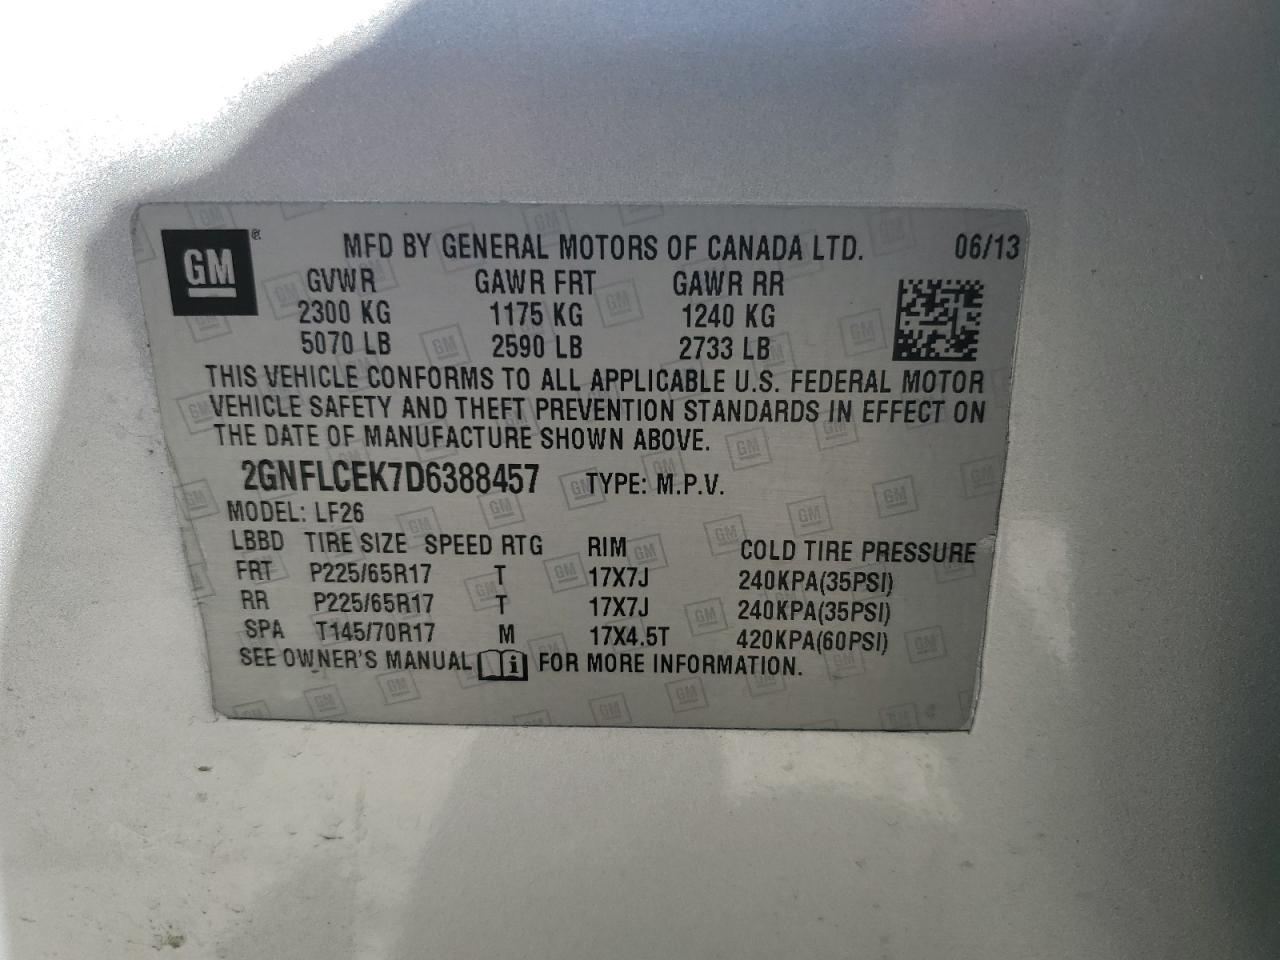 GM ® MFD BY GENERAL MOTORS OF CANADA LTD. 06/13
GVWR GAWR FRT GAWR RR
2300 KG 1175 KG 1240 KG
5070 LB 2590 LB 2733 LB
THIS VEHICLE CONFORMS TO ALL APPLICABLE U.S. FEDERAL MOTOR
VEHICLE SAFETY AND THEFT PREVENTION STANDARDS IN EFFECT ON
THE DATE OF MANUFACTURE SHOWN ABOVE.
2GNFLCEK7D6388457 TYPE: M.P.V.
MODEL: LF26
LBBD TIRE SIZE SPEED RTG RIM COLD TIRE PRESSURE
FRT P225/65R17 T 17X7J 240KPA(35PSI)
RR P225/65R17 T 17X7J 240KPA(35PSI)
SPA T145/70R17 M 17X4.5T 420KPA(60PSI)
SEE OWNER'S MANUAL i FOR MORE INFORMATION.